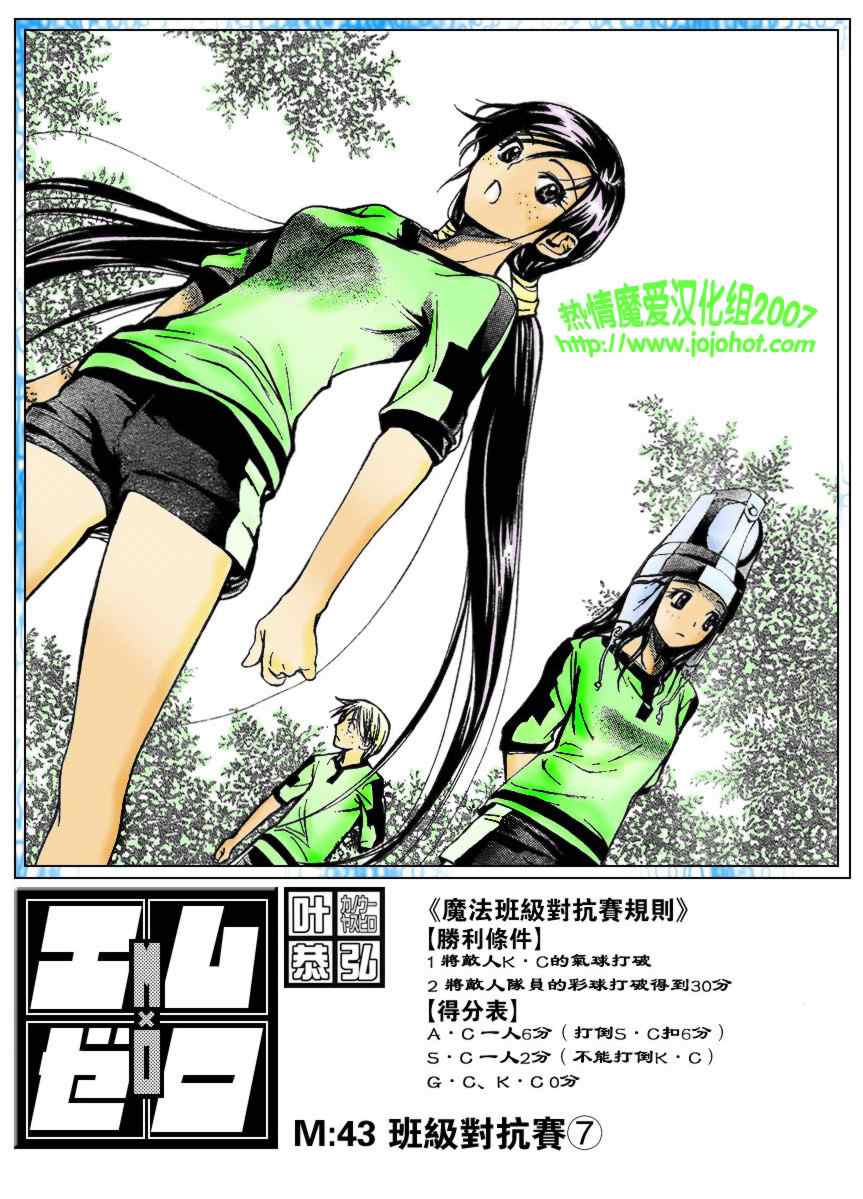 热情魔爱汉化组2007
http://www.jojohot.com
エム
M×0
ゼロ
叶 カノウ
恭弘 ヤスヒロ
《魔法班級對抗賽規則》
【勝利條件】
1 將敵人K・C的氣球打破
2 將敵人隊員的彩球打破得到30分
【得分表】
A・C 一人6分（打倒S・C扣6分）
S・C 一人2分（不能打倒K・C）
G・C、K・C 0分
M:43 班級對抗賽⑦